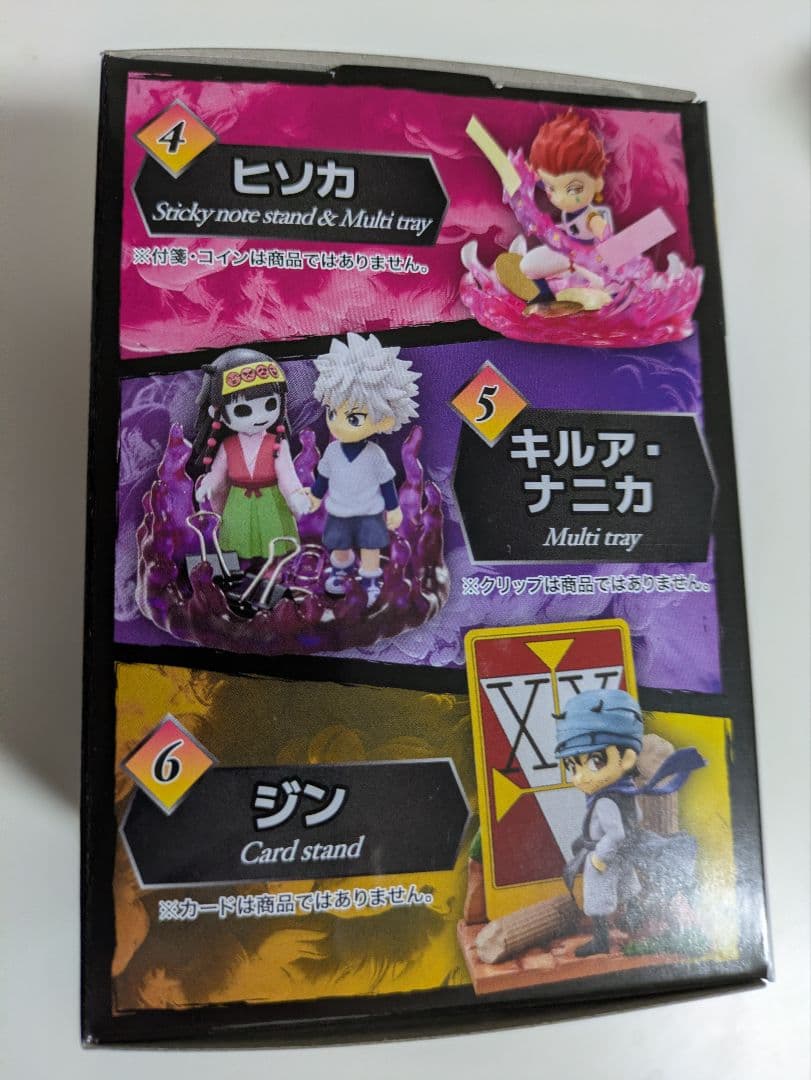 4
ヒソカ
Sticky note stand & Multi tray
※付箋・コインは商品ではありません。
5
キルア・
ナニカ
Multi tray
※クリップは商品ではありません。
6
ジン
Card stand
※カードは商品ではありません。
XX